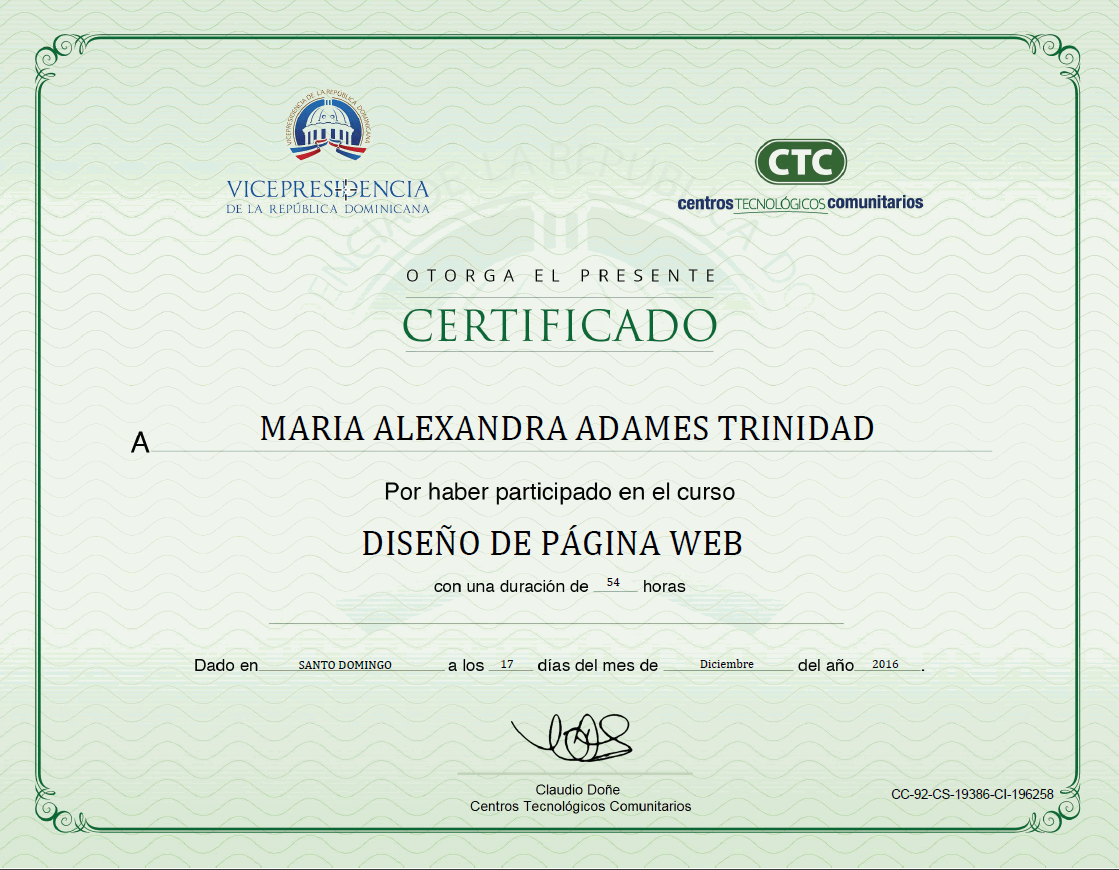 VICEPRESIDENCIA DE LA REPÚBLICA DOMINICANA
VICEPRESIDENCIA
DE LA REPÚBLICA DOMINICANA
CTC
centrosTECNOLÓGICOScomunitarios
OTORGA EL PRESENTE
CERTIFICADO
A MARIA ALEXANDRA ADAMES TRINIDAD
Por haber participado en el curso
DISEÑO DE PÁGINA WEB
con una duración de 54 horas
Dado en SANTO DOMINGO a los 17 días del mes de Diciembre del año 2016.
Claudio Doñe
Centros Tecnológicos Comunitarios
CC-92-CS-19386-CI-196258